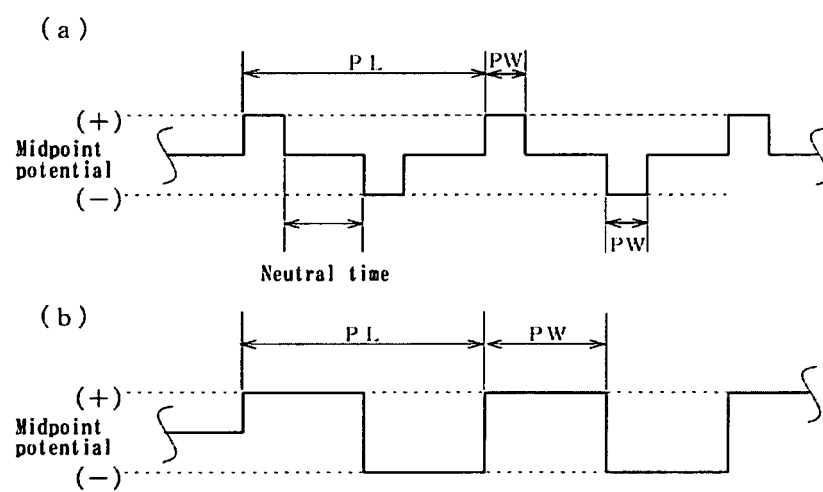 (a)
PL
PW
(+)
Midpoint
potential
(-)
PW
Neutral time
(b)
PL
PW
(+)
Midpoint
potential
(-)